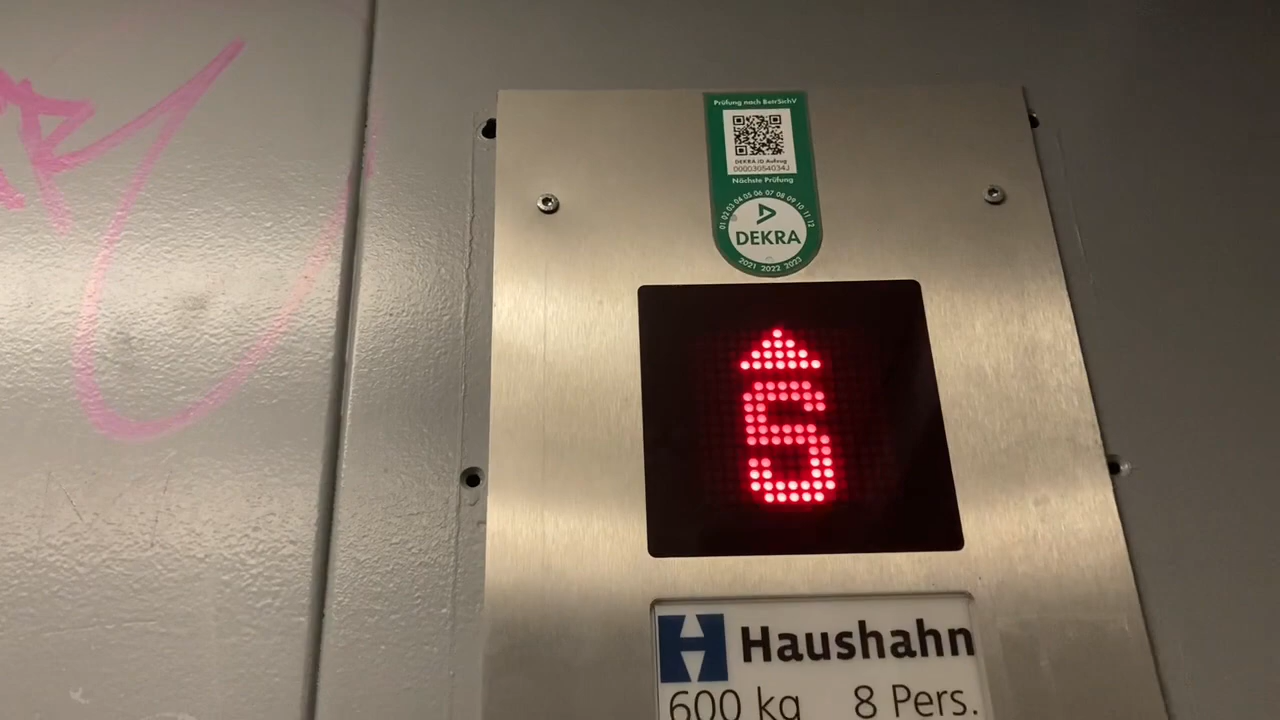 Prüfung nach BetrSichV
DEKRA ID Aufzug
00003054034J
Nächste Prüfung
01 02 03 04 05 06 07 08 09 10 11 12
DEKRA
2021 2022 2023
S
Haushahn
600 kg 8 Pers.